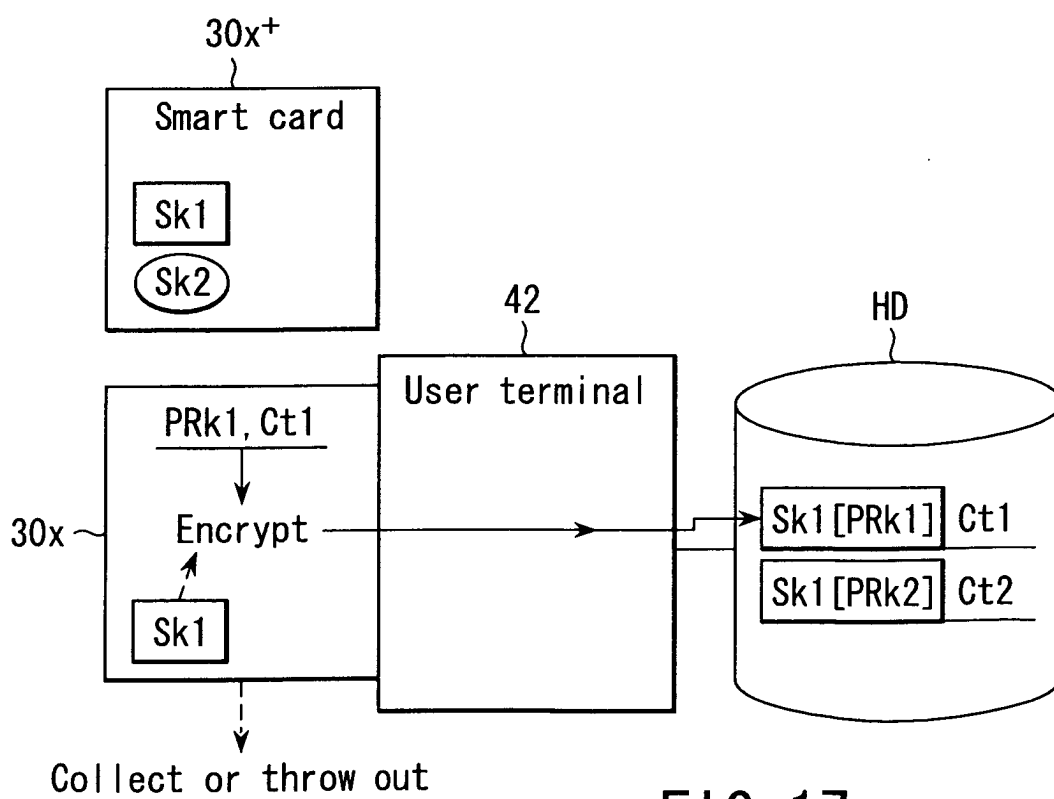 30x+
Smart card
Sk1
Sk2
42
HD
User terminal
PRk1,Ct1
30x
Encrypt
Sk1[PRk1] Ct1
Sk1[PRk2] Ct2
Sk1
Collect or throw out